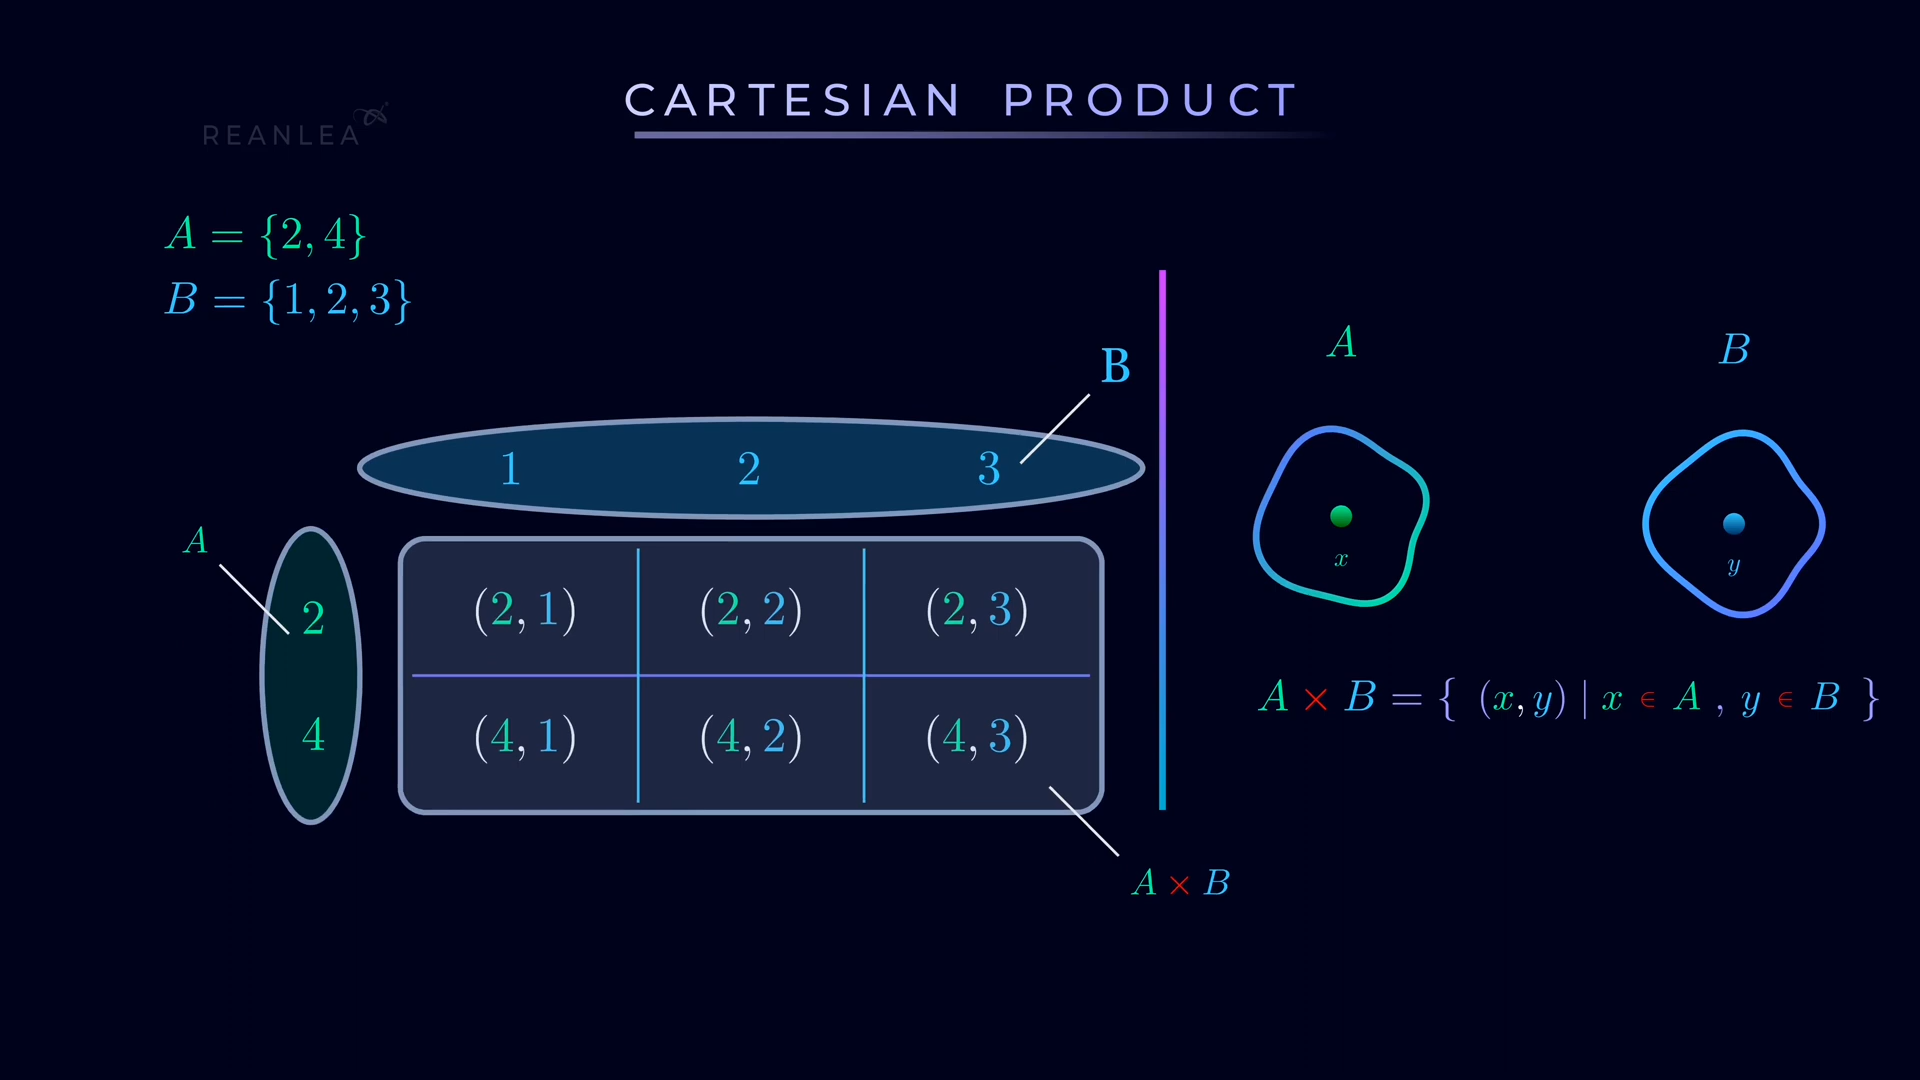 CARTESIAN PRODUCT
REANLEA
A = {2, 4}
B = {1, 2, 3}
B
1 2 3
A
2
4
(2, 1) (2, 2) (2, 3)
(4, 1) (4, 2) (4, 3)
A × B
A B
x y
A × B = { (x, y) | x ∈ A , y ∈ B }